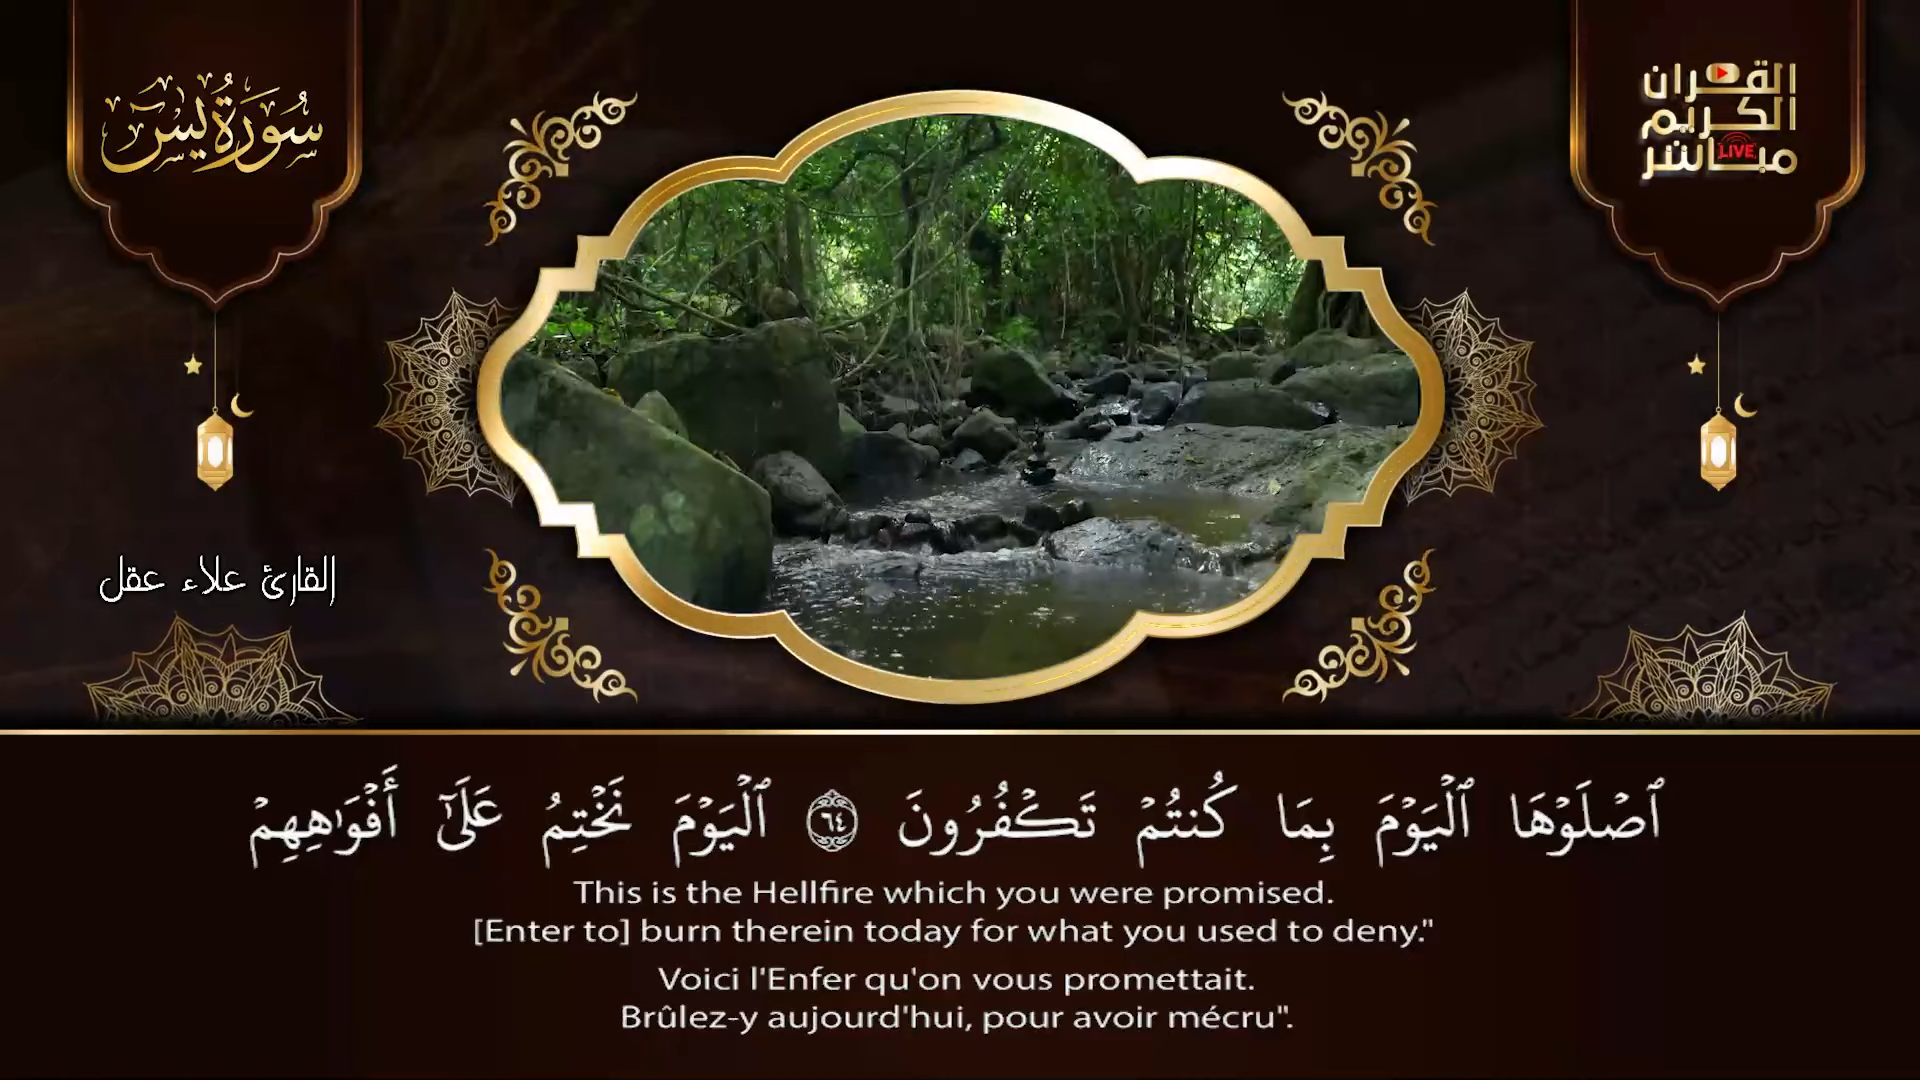 سُورَةُ يسٓ
القران
الكريم
مباشر
LIVE
القارئ علاء عقل
ٱصْلَوْهَا ٱلْيَوْمَ بِمَا كُنتُمْ تَكْفُرُونَ ٦٤ ٱلْيَوْمَ نَخْتِمُ عَلَىٰٓ أَفْوَٰهِهِمْ
This is the Hellfire which you were promised.
[Enter to] burn therein today for what you used to deny."
Voici l'Enfer qu'on vous promettait.
Brûlez-y aujourd'hui, pour avoir mécru".